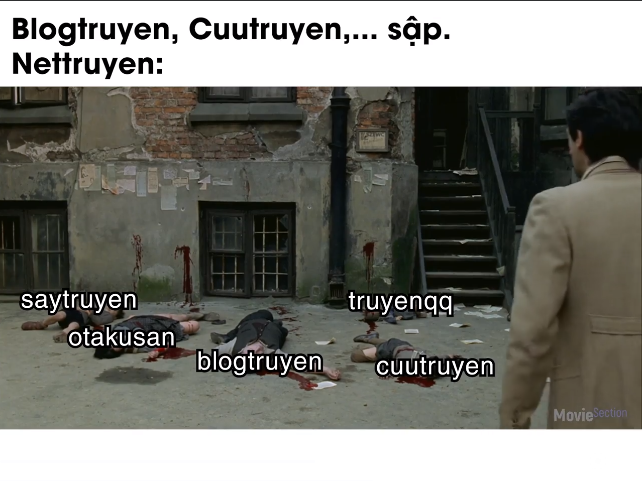 Blogtruyen, Cuutruyen,... sập.
Nettruyen:
saytruyen
truyenqq
otakusan
blogtruyen
cuutruyen
MovieSection